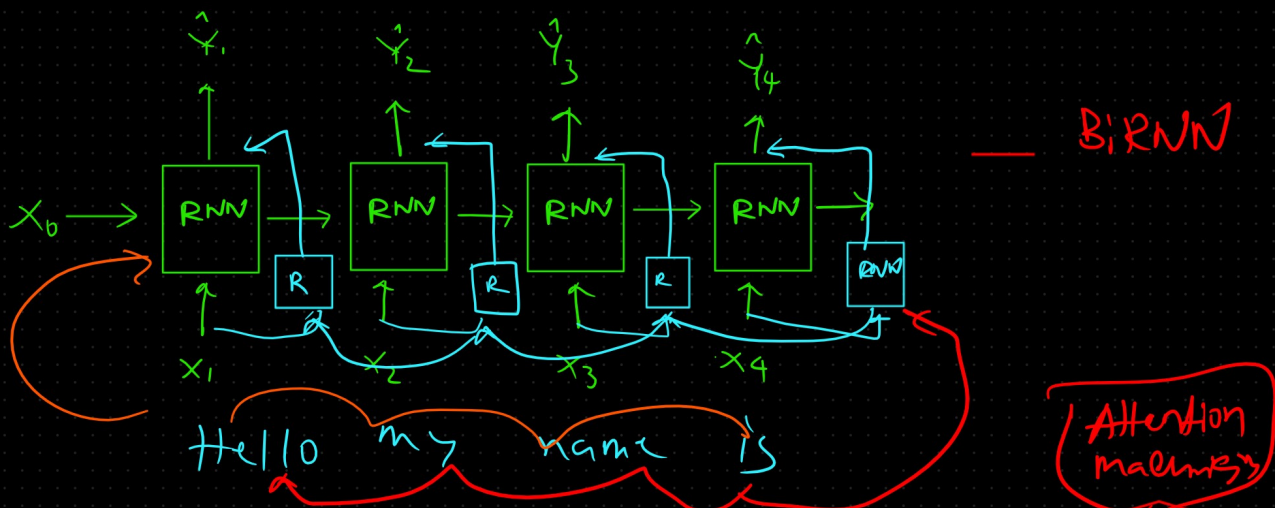 Ŷ₁ Ŷ₂ Ŷ₃ Ŷ₄
BiRNN
X₀ RNN RNN RNN RNN
R R R RNN
X₁ X₂ X₃ X₄
Hello my name is
Attention